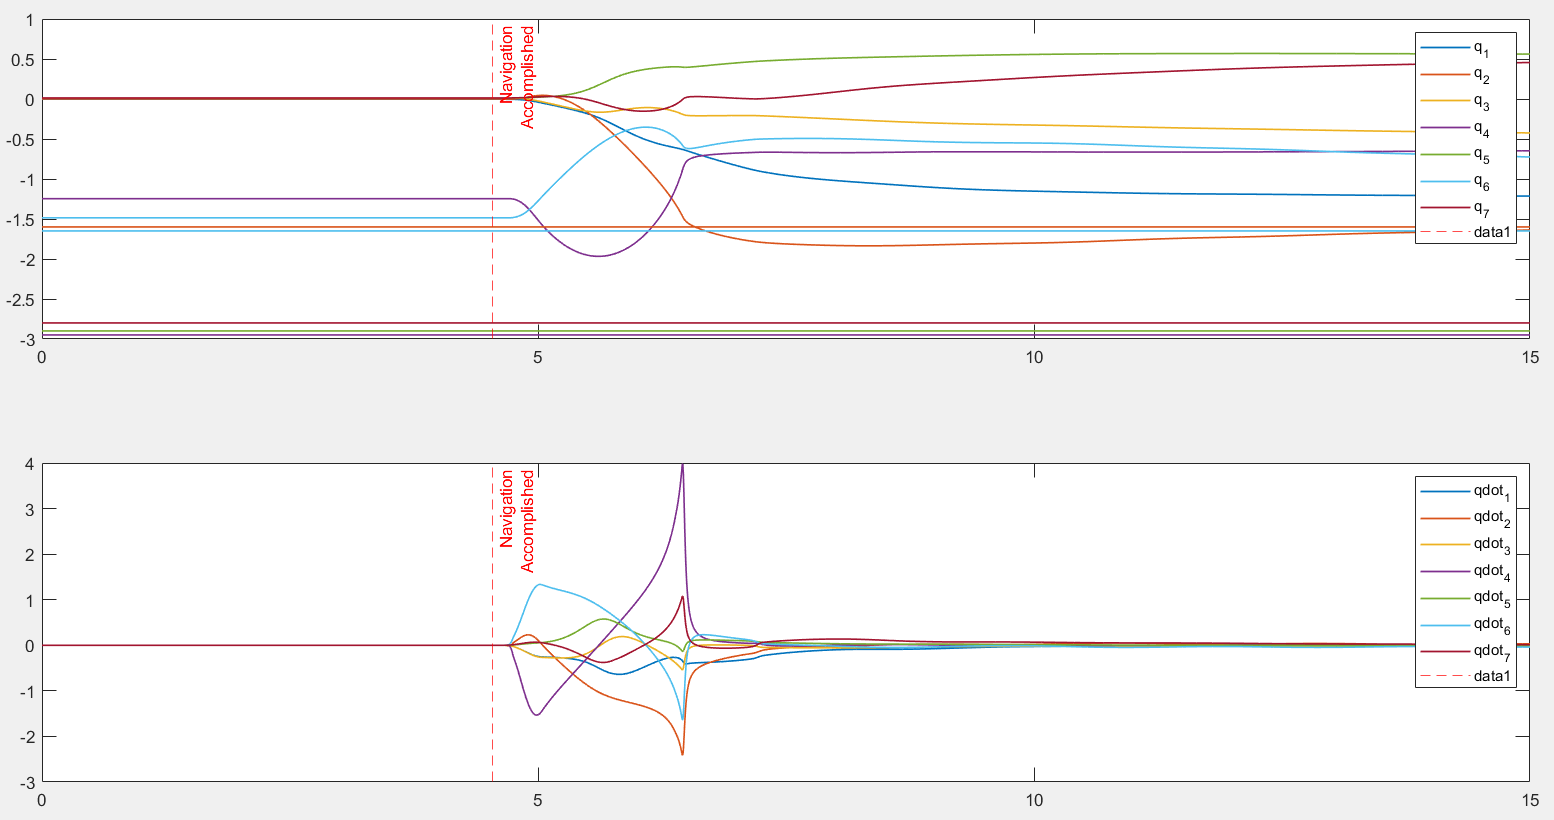 1
0.5
0
-0.5
-1
-1.5
-2
-2.5
-3
0
5
10
15
Navigation
Accomplished
q1
q2
q3
q4
q5
q6
q7
data1
4
3
2
1
0
-1
-2
-3
0
5
10
15
Navigation
Accomplished
qdot1
qdot2
qdot3
qdot4
qdot5
qdot6
qdot7
data1